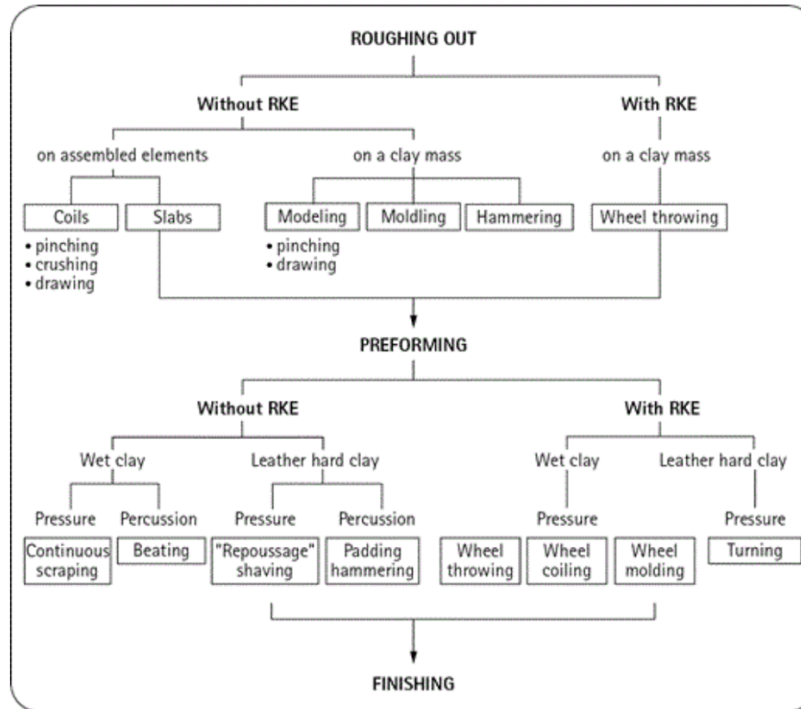 ROUGHING OUT
Without RKE
With RKE
on assembled elements
on a clay mass
on a clay mass
Coils
Slabs
Modeling
Moldling
Hammering
Wheel throwing
• pinching
• crushing
• drawing
• pinching
• drawing
PREFORMING
Without RKE
With RKE
Wet clay
Leather hard clay
Wet clay
Leather hard clay
Pressure
Percussion
Pressure
Percussion
Pressure
Pressure
Continuous
scraping
Beating
"Repoussage"
shaving
Padding
hammering
Wheel
throwing
Wheel
coiling
Wheel
molding
Turning
FINISHING